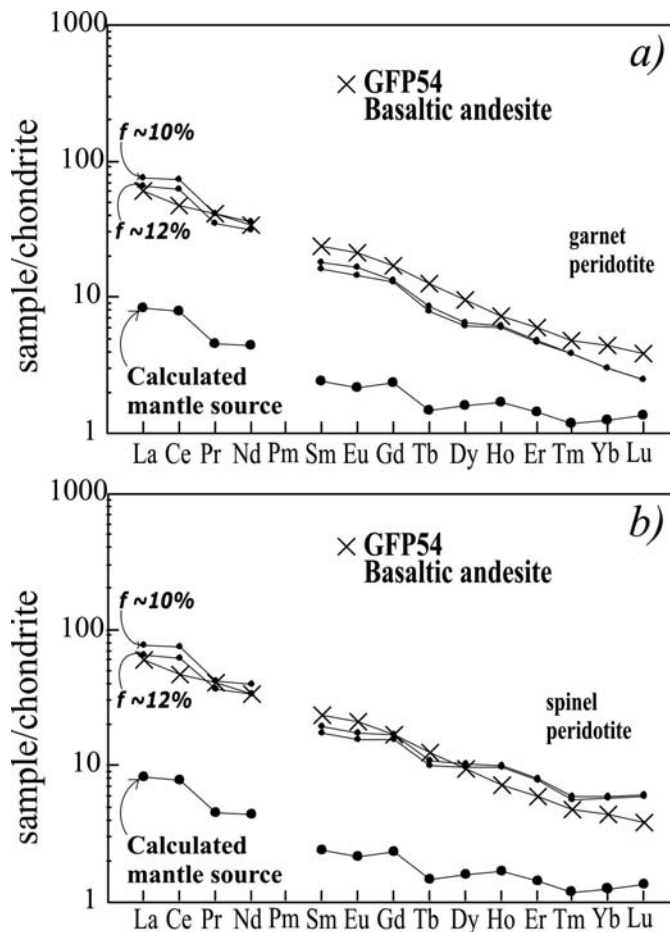 1000
a)
GFP54
Basaltic andesite
f ~10%
100
f ~12%
garnet
peridotite
10
Calculated
mantle source
1
sample/chondrite
La Ce Pr Nd Pm Sm Eu Gd Tb Dy Ho Er Tm Yb Lu
1000
b)
GFP54
Basaltic andesite
f ~10%
100
f ~12%
spinel
peridotite
10
Calculated
mantle source
1
sample/chondrite
La Ce Pr Nd Pm Sm Eu Gd Tb Dy Ho Er Tm Yb Lu